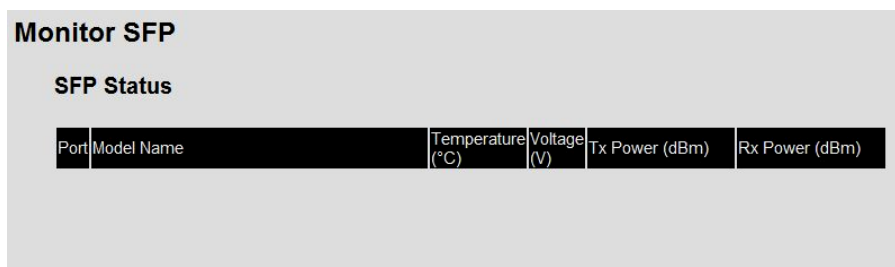 Monitor SFP
SFP Status
Port Model Name Temperature (°C) Voltage (V) Tx Power (dBm) Rx Power (dBm)